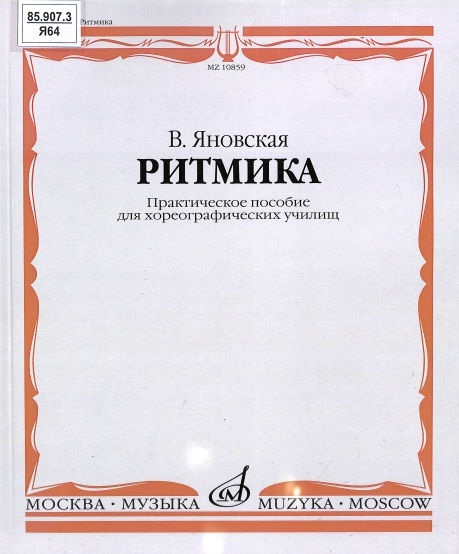 85.907.3
Я64
Ритмика
MZ 10859
В. Яновская
РИТМИКА
Практическое пособие
для хореографических училищ
МОСКВА · МУЗЫКА
MUZYKA · MOSCOW